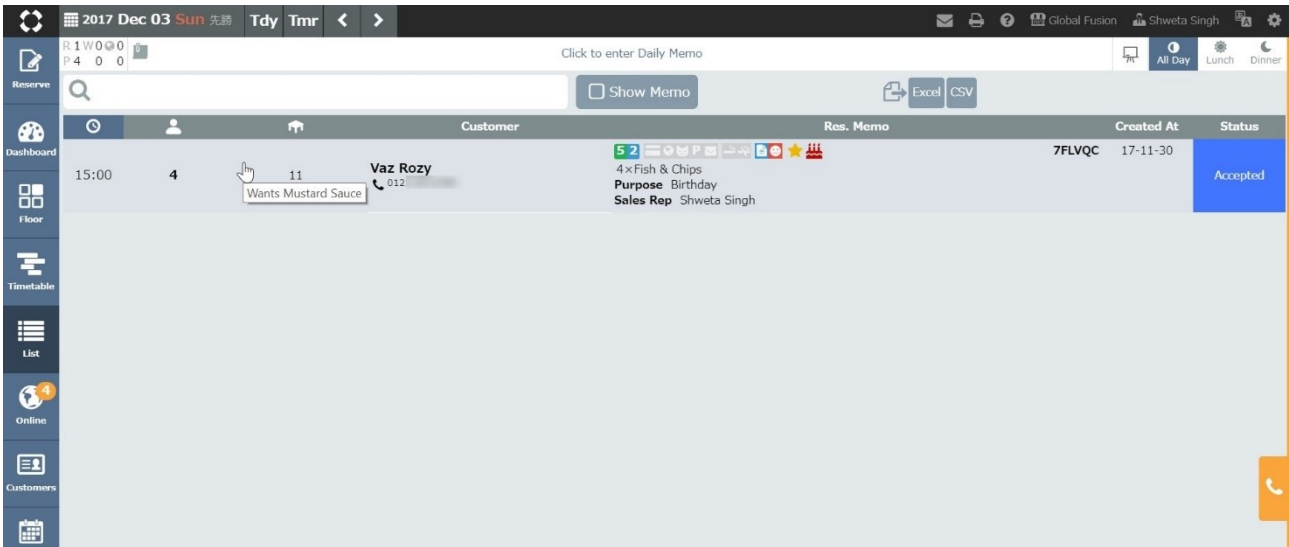 2017 Dec 03 Sun 先勝 Tdy Tmr Global Fusion Shweta Singh
R 1 W 0 0
P 4 0 0
Click to enter Daily Memo
All Day Lunch Dinner
Reserve
Show Memo Excel CSV
Customer Res. Memo Created At Status
Dashboard
15:00 4 11 Vaz Rozy 5 2 P 7FLVQC 17-11-30 Accepted
012
4×Fish & Chips
Wants Mustard Sauce
Purpose Birthday
Sales Rep Shweta Singh
Floor
Timetable
List
4
Online
Customers